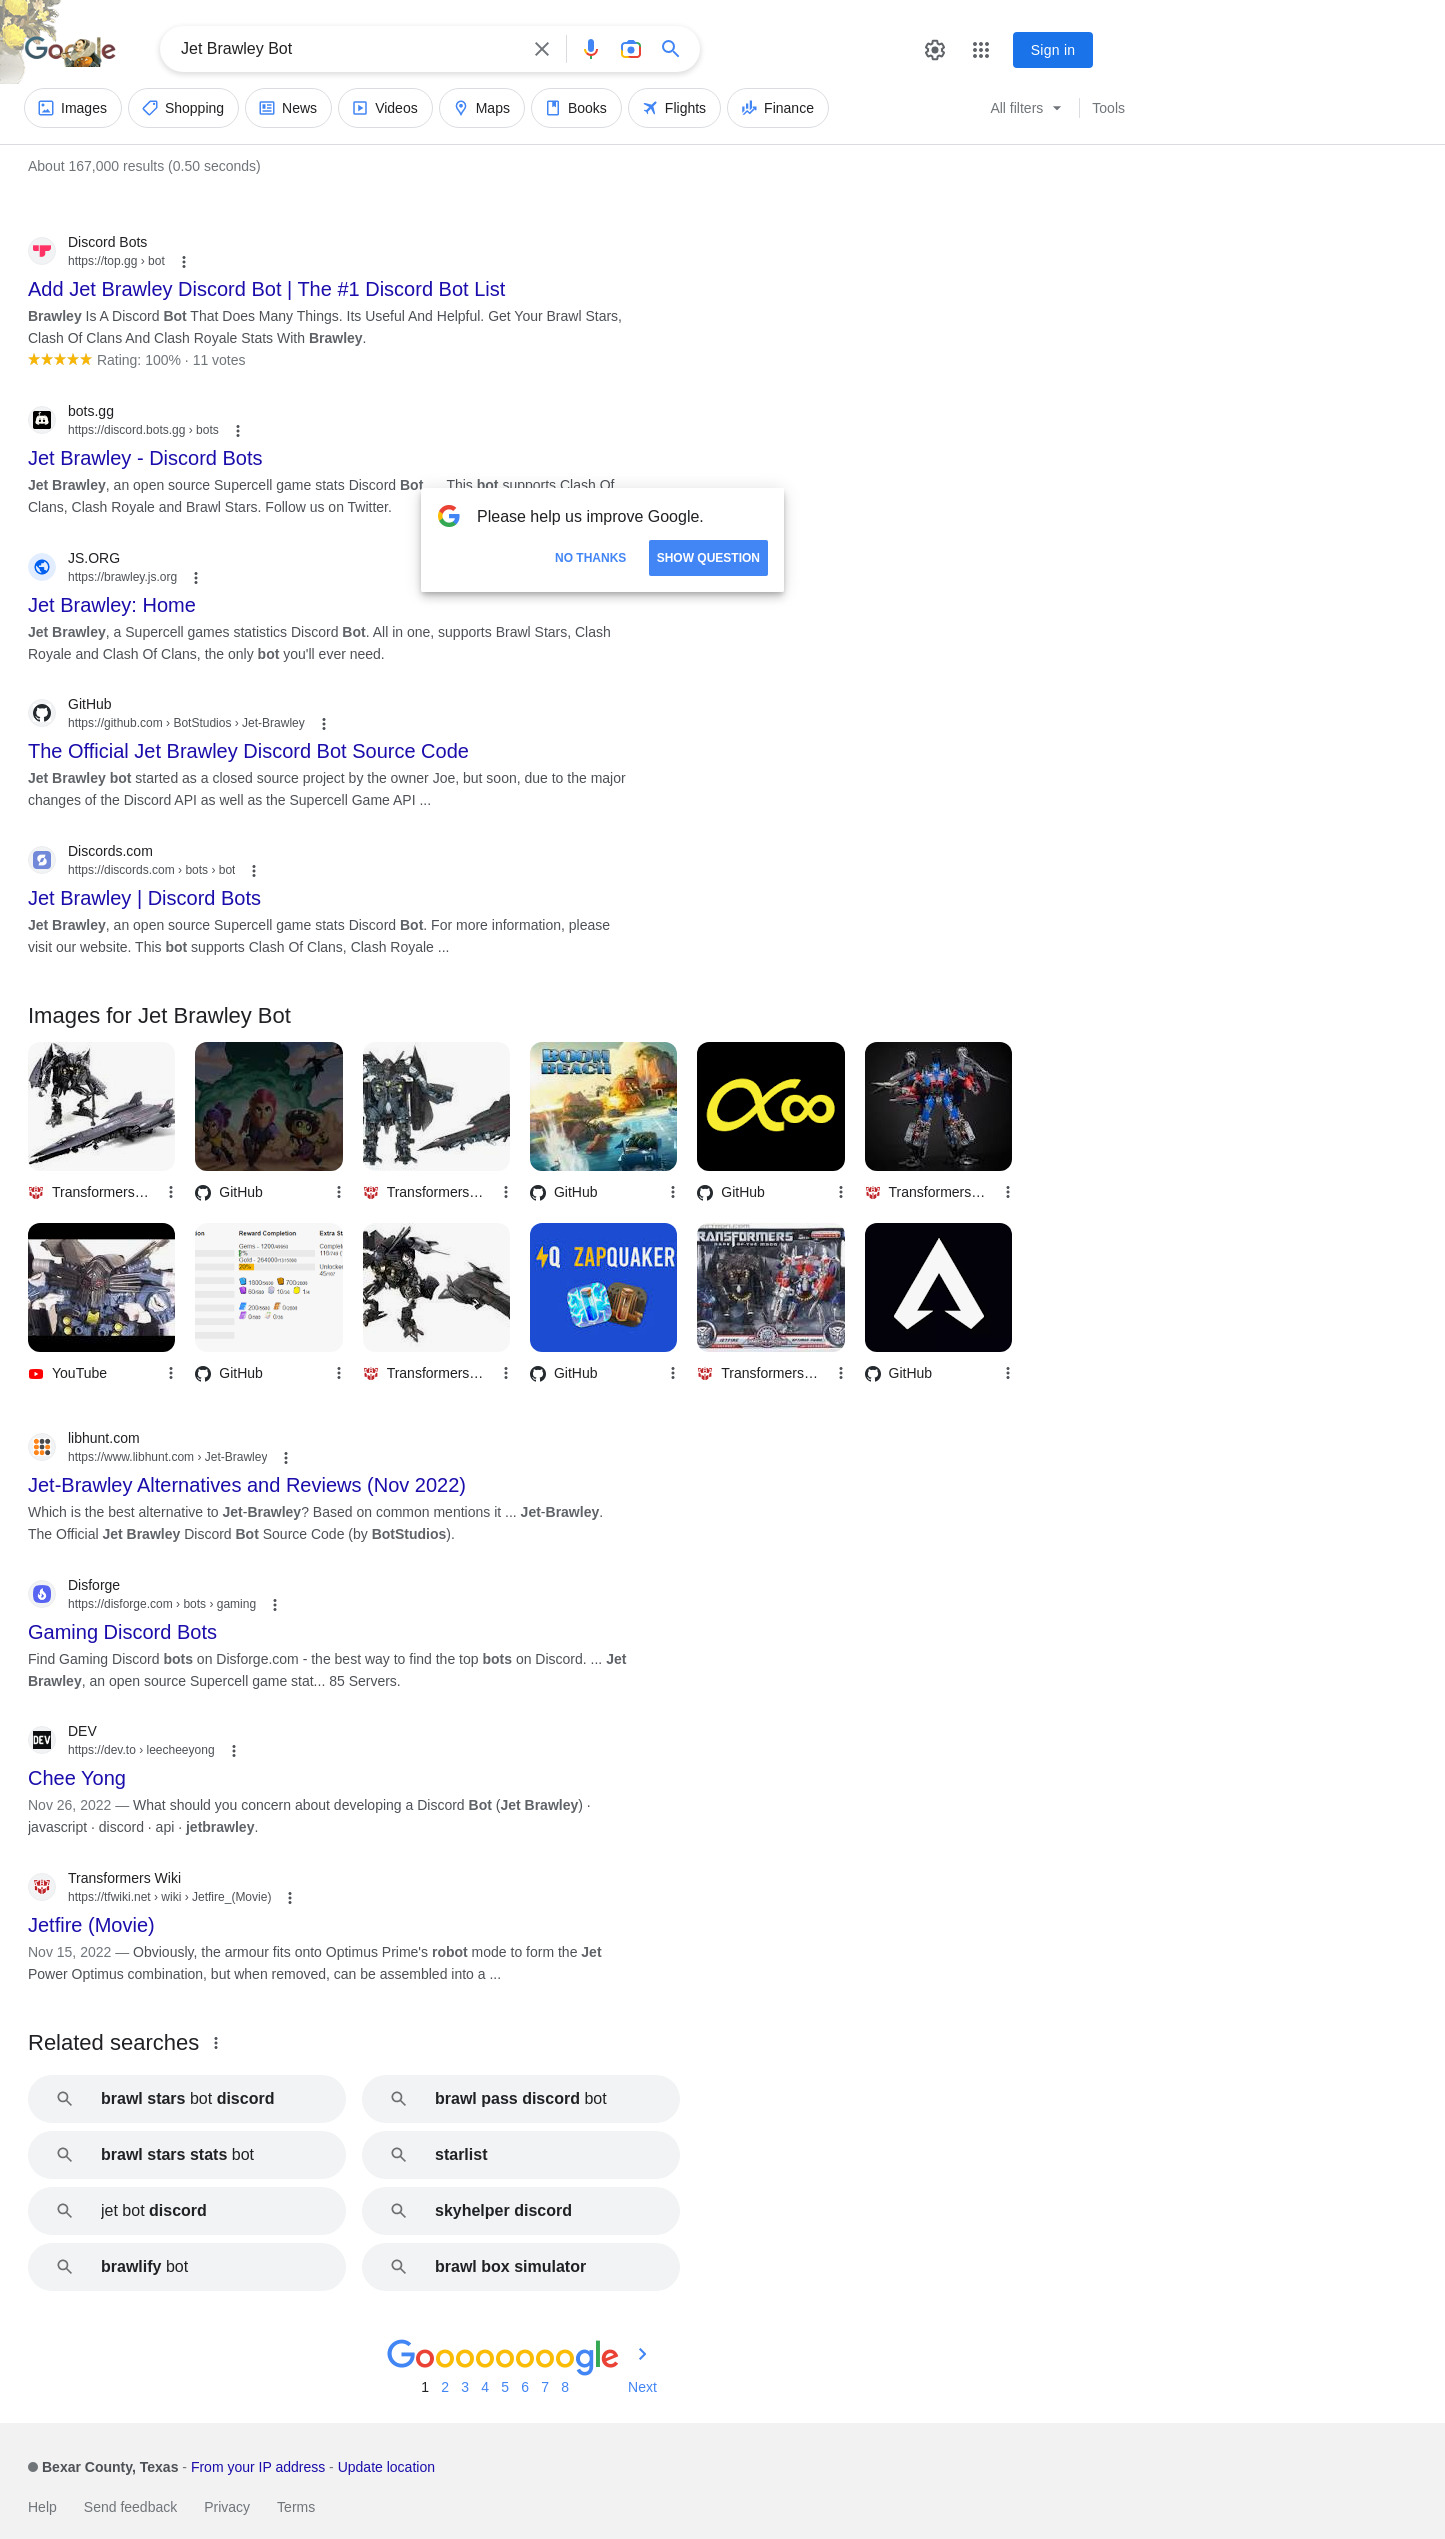 Google
Jet Brawley Bot
Sign in
Images
Shopping
News
Videos
Maps
Books
Flights
Finance
All filters
Tools
About 167,000 results (0.50 seconds)
Discord Bots
https://top.gg › bot
Add Jet Brawley Discord Bot | The #1 Discord Bot List
Brawley Is A Discord Bot That Does Many Things. Its Useful And Helpful. Get Your Brawl Stars,
Clash Of Clans And Clash Royale Stats With Brawley.
Rating: 100% · 11 votes
bots.gg
https://discord.bots.gg › bots
Jet Brawley - Discord Bots
Jet Brawley, an open source Supercell game stats Discord Bot ... This bot supports Clash Of
Clans, Clash Royale and Brawl Stars. Follow us on Twitter.
Please help us improve Google.
NO THANKS
SHOW QUESTION
JS.ORG
https://brawley.js.org
Jet Brawley: Home
Jet Brawley, a Supercell games statistics Discord Bot. All in one, supports Brawl Stars, Clash
Royale and Clash Of Clans, the only bot you'll ever need.
GitHub
https://github.com › BotStudios › Jet-Brawley
The Official Jet Brawley Discord Bot Source Code
Jet Brawley bot started as a closed source project by the owner Joe, but soon, due to the major
changes of the Discord API as well as the Supercell Game API ...
Discords.com
https://discords.com › bots › bot
Jet Brawley | Discord Bots
Jet Brawley, an open source Supercell game stats Discord Bot. For more information, please
visit our website. This bot supports Clash Of Clans, Clash Royale ...
Images for Jet Brawley Bot
BOOM
BEACH
Transformers...
GitHub
Transformers...
GitHub
GitHub
Transformers...
Reward Completion
Extra St
ZAPQUAKER
TRANSFORMERS
YouTube
GitHub
Transformers...
GitHub
Transformers...
GitHub
libhunt.com
https://www.libhunt.com › Jet-Brawley
Jet-Brawley Alternatives and Reviews (Nov 2022)
Which is the best alternative to Jet-Brawley? Based on common mentions it ... Jet-Brawley.
The Official Jet Brawley Discord Bot Source Code (by BotStudios).
Disforge
https://disforge.com › bots › gaming
Gaming Discord Bots
Find Gaming Discord bots on Disforge.com - the best way to find the top bots on Discord. ... Jet
Brawley, an open source Supercell game stat... 85 Servers.
DEV
DEV
https://dev.to › leecheeyong
Chee Yong
Nov 26, 2022 — What should you concern about developing a Discord Bot (Jet Brawley) ·
javascript · discord · api · jetbrawley.
Transformers Wiki
https://tfwiki.net › wiki › Jetfire_(Movie)
Jetfire (Movie)
Nov 15, 2022 — Obviously, the armour fits onto Optimus Prime's robot mode to form the Jet
Power Optimus combination, but when removed, can be assembled into a ...
Related searches
brawl stars bot discord
brawl pass discord bot
brawl stars stats bot
starlist
jet bot discord
skyhelper discord
brawlify bot
brawl box simulator
Goooooooogle
1 2 3 4 5 6 7 8 Next
Bexar County, Texas - From your IP address - Update location
Help Send feedback Privacy Terms